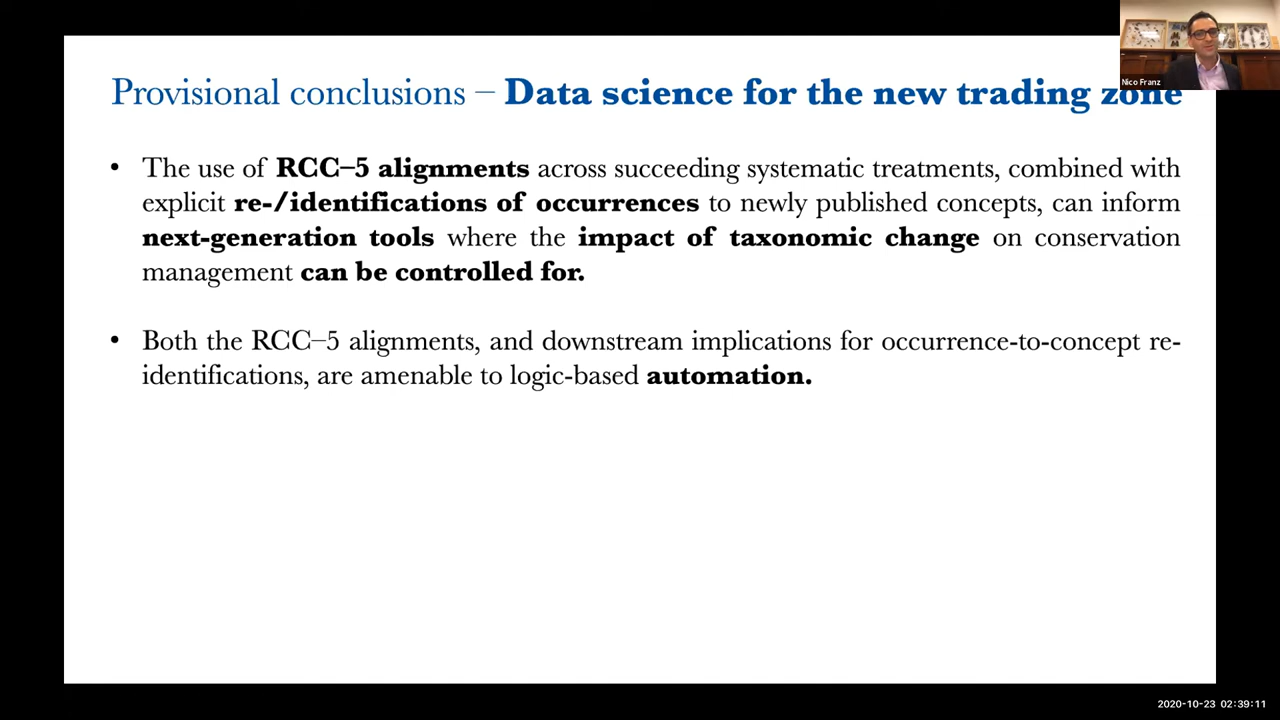 Provisional conclusions – Data science for the new trading zone
Nico Franz
• The use of RCC–5 alignments across succeeding systematic treatments, combined with
explicit re-/identifications of occurrences to newly published concepts, can inform
next-generation tools where the impact of taxonomic change on conservation
management can be controlled for.
• Both the RCC–5 alignments, and downstream implications for occurrence-to-concept re-
identifications, are amenable to logic-based automation.
2020-10-23 02:39:11